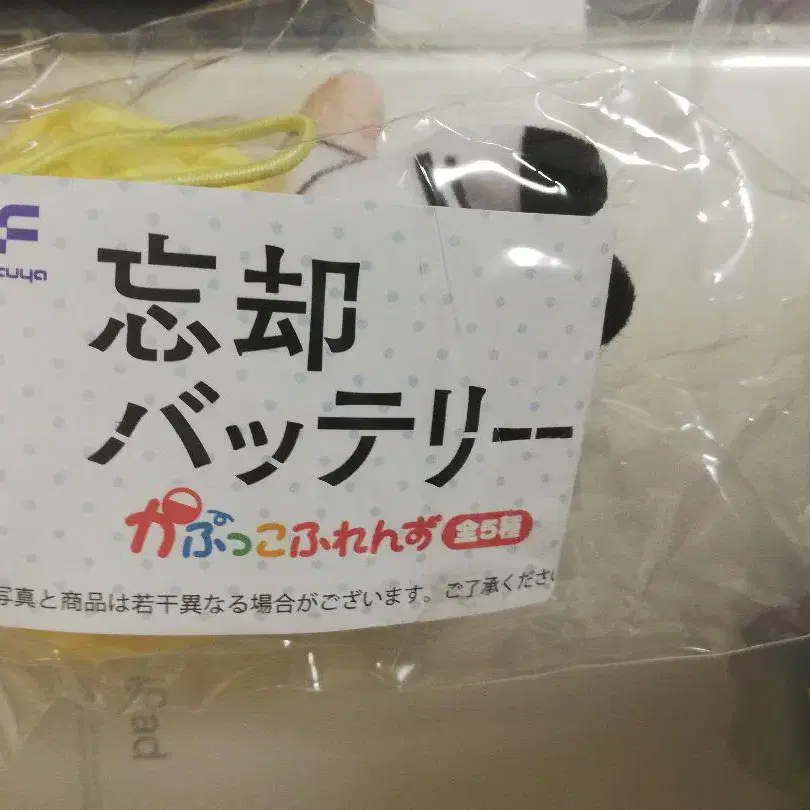 忘却
バッテリー
かぷっこふれんず 全5種
写真と商品は若干異なる場合がございます。ご了承くださ